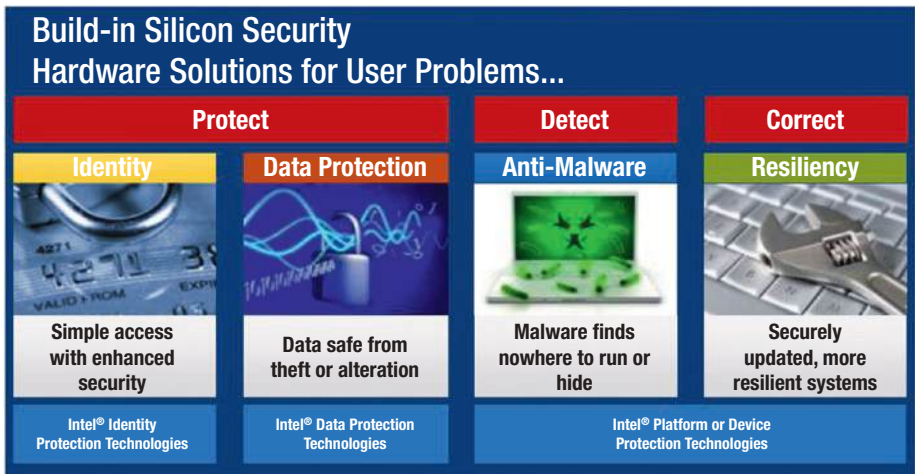 Build-in Silicon Security
Hardware Solutions for User Problems...
Protect
Detect
Correct
Identity
Data Protection
Anti-Malware
Resiliency
4271
4271 38
VALID FROM
EXPI
Simple access
with enhanced
security
Data safe from
theft or alteration
Malware finds
nowhere to run or
hide
Securely
updated, more
resilient systems
Intel® Identity
Protection Technologies
Intel® Data Protection
Technologies
Intel® Platform or Device
Protection Technologies